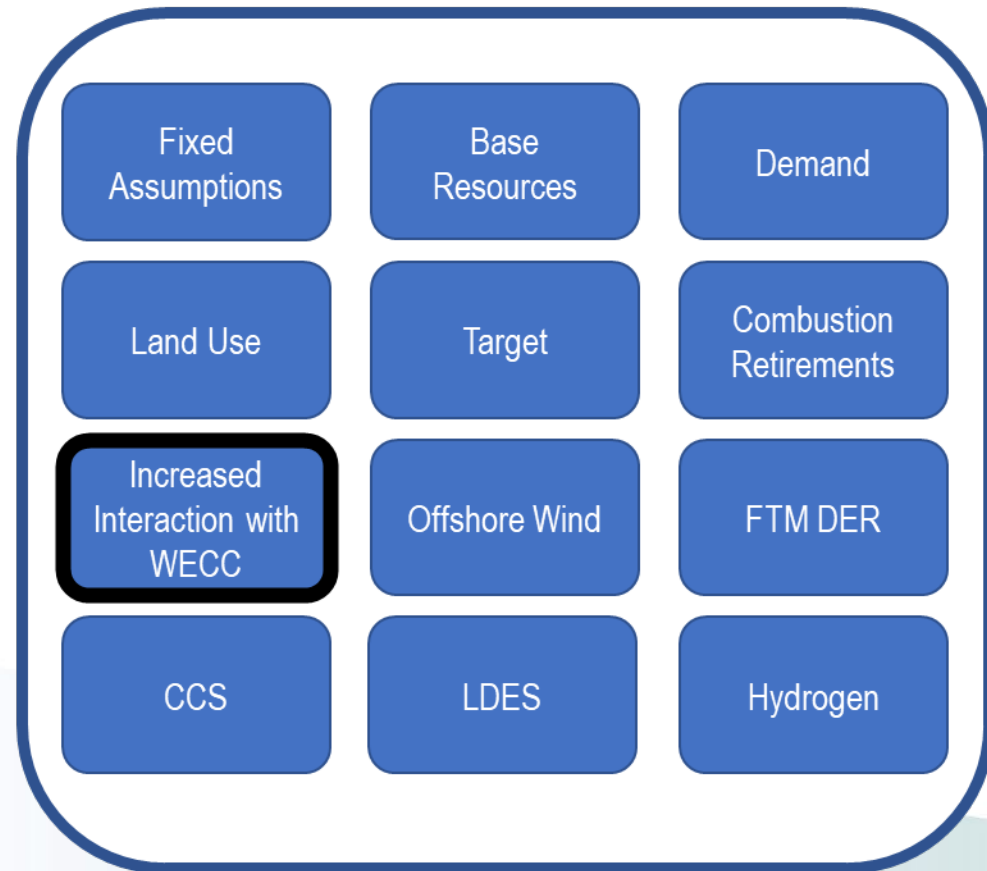 Fixed
Assumptions
Base
Resources
Demand
Land Use
Target
Combustion
Retirements
Increased
Interaction with
WECC
Offshore Wind
FTM DER
CCS
LDES
Hydrogen